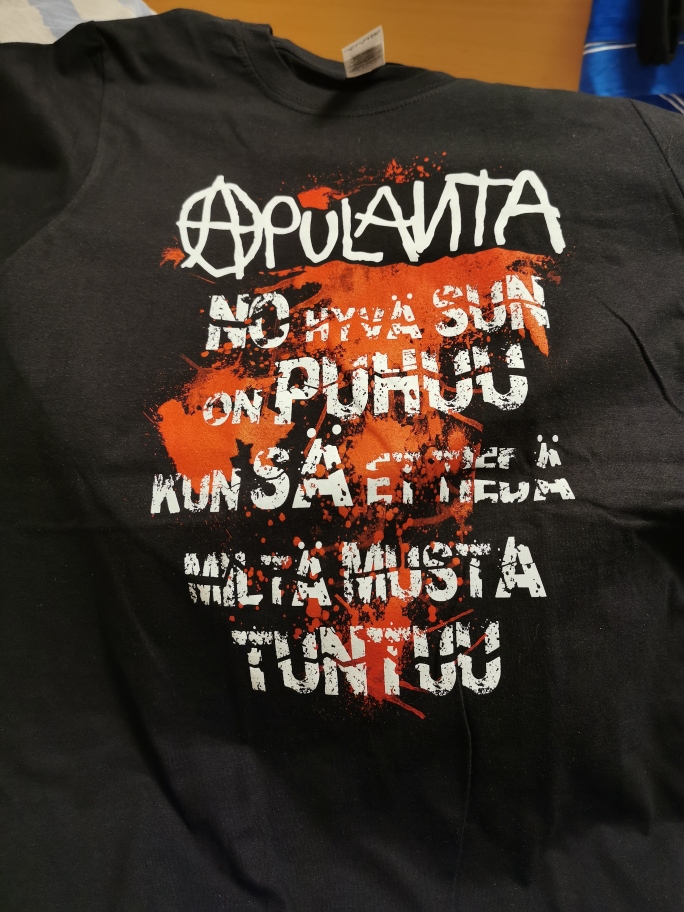 APULANTA
NO HYVÄ SUN
ON PUHUU
KUN SÄ ET TIEDÄ
MILTÄ MUSTA
TUNTUU